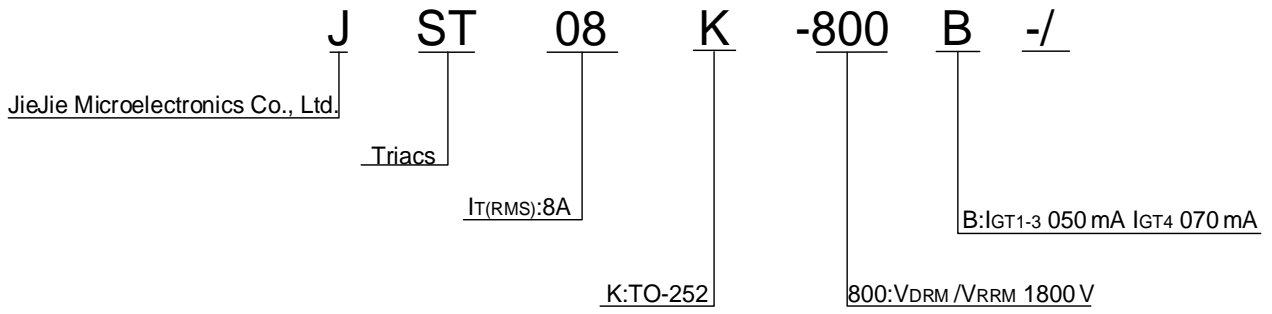 J ST 08 K -800 B -/
JieJie Microelectronics Co., Ltd.
Triacs
IT(RMS):8A
B:IGT1-3 050 mA IGT4 070 mA
K:TO-252
800:VDRM /VRRM 1800 V